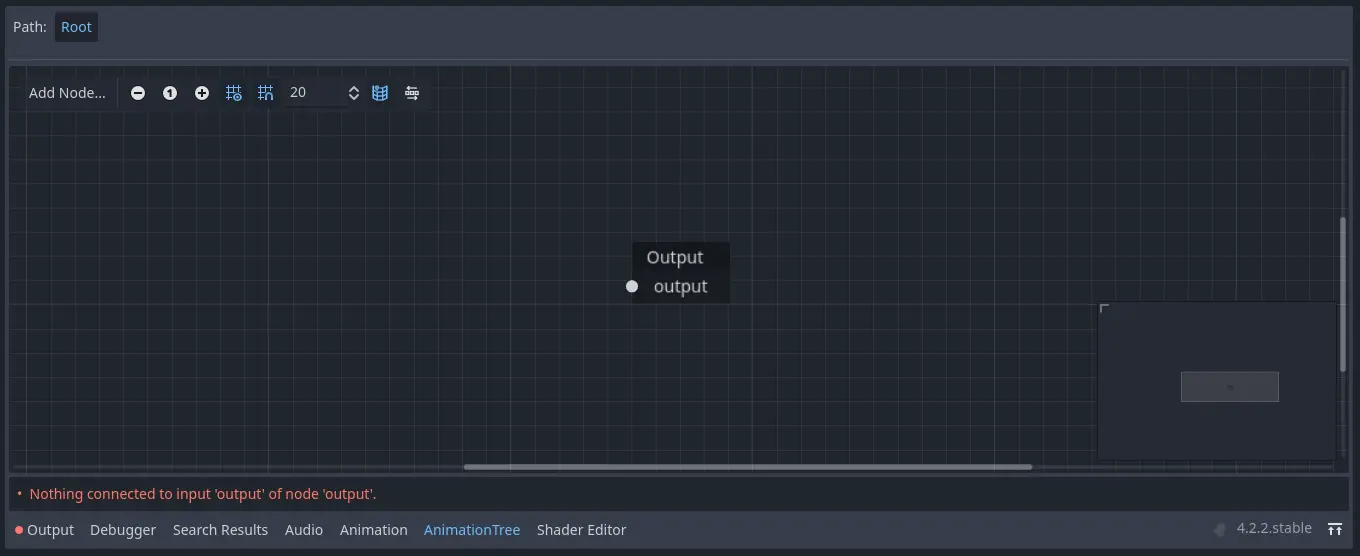 Path: Root
Add Node... 1 20
Output
output
• Nothing connected to input 'output' of node 'output'.
Output Debugger Search Results Audio Animation AnimationTree Shader Editor 4.2.2.stable